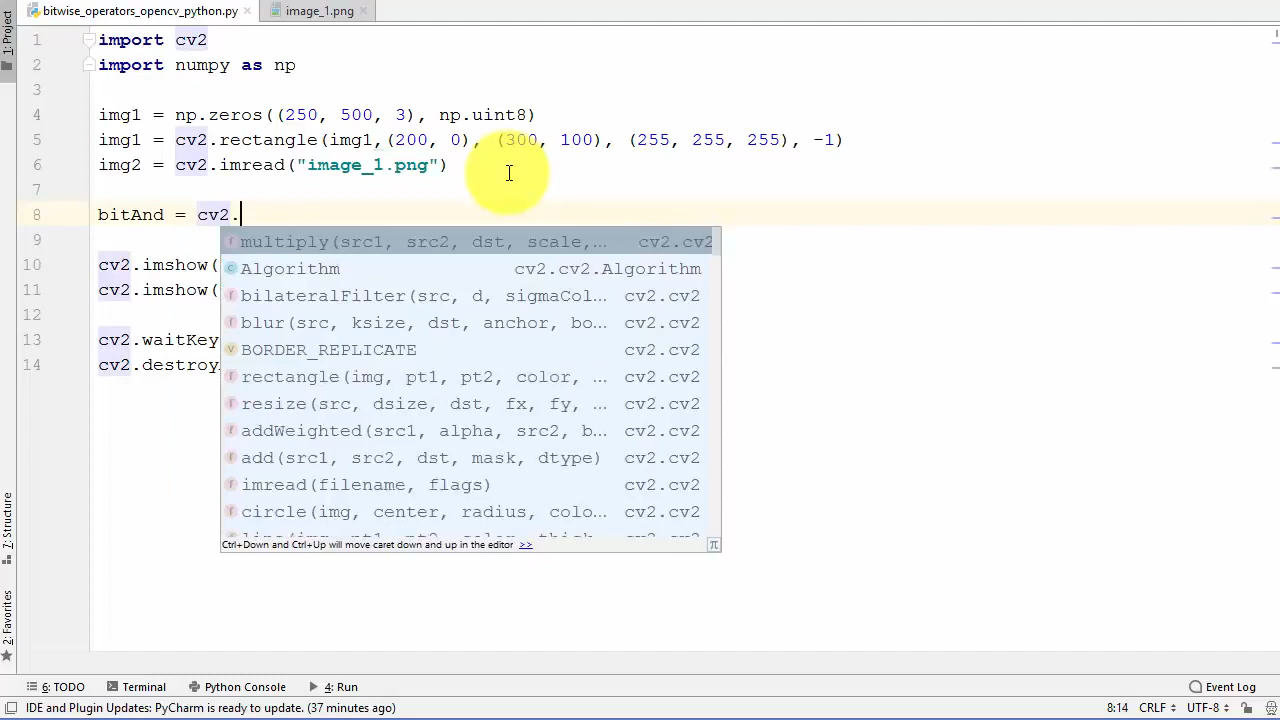 bitwise_operators_opencv_python.py
image_1.png
1: Project
1 import cv2
2 import numpy as np
3
4 img1 = np.zeros((250, 500, 3), np.uint8)
5 img1 = cv2.rectangle(img1,(200, 0), (300, 100), (255, 255, 255), -1)
6 img2 = cv2.imread("image_1.png")
7
8 bitAnd = cv2.
multiply(src1, src2, dst, scale,... cv2.cv2
9
Algorithm cv2.cv2.Algorithm
10 cv2.imshow(
11 cv2.imshow(
bilateralFilter(src, d, sigmaCol... cv2.cv2
12
blur(src, ksize, dst, anchor, bo... cv2.cv2
13 cv2.waitKey
BORDER_REPLICATE cv2.cv2
14 cv2.destroy
rectangle(img, pt1, pt2, color, ... cv2.cv2
resize(src, dsize, dst, fx, fy, ... cv2.cv2
addWeighted(src1, alpha, src2, b... cv2.cv2
add(src1, src2, dst, mask, dtype) cv2.cv2
imread(filename, flags) cv2.cv2
circle(img, center, radius, colo... cv2.cv2
Ctrl+Down and Ctrl+Up will move caret down and up in the editor >> π
7: Structure
2: Favorites
6: TODO Terminal Python Console 4: Run Event Log
IDE and Plugin Updates: PyCharm is ready to update. (37 minutes ago) 8:14 CRLF UTF-8